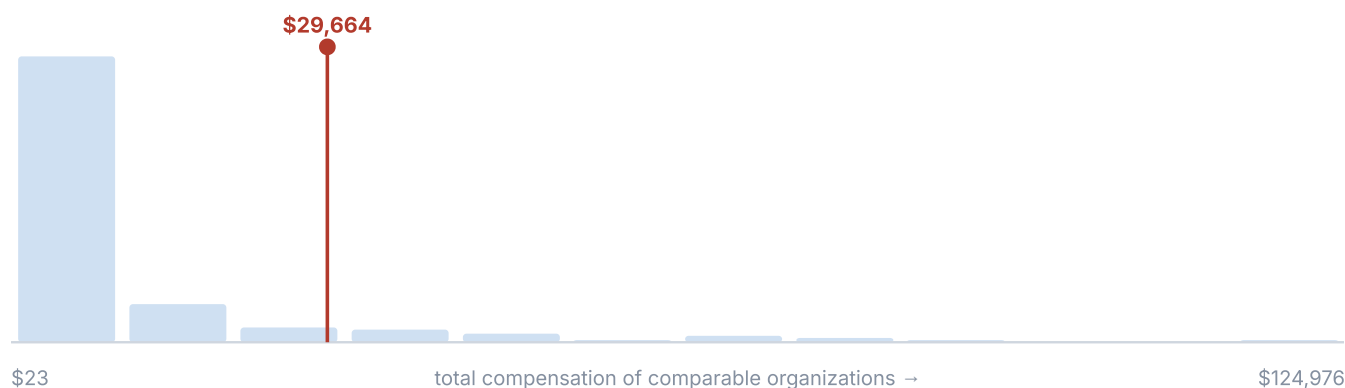 $29,664
$23 total compensation of comparable organizations → $124,976